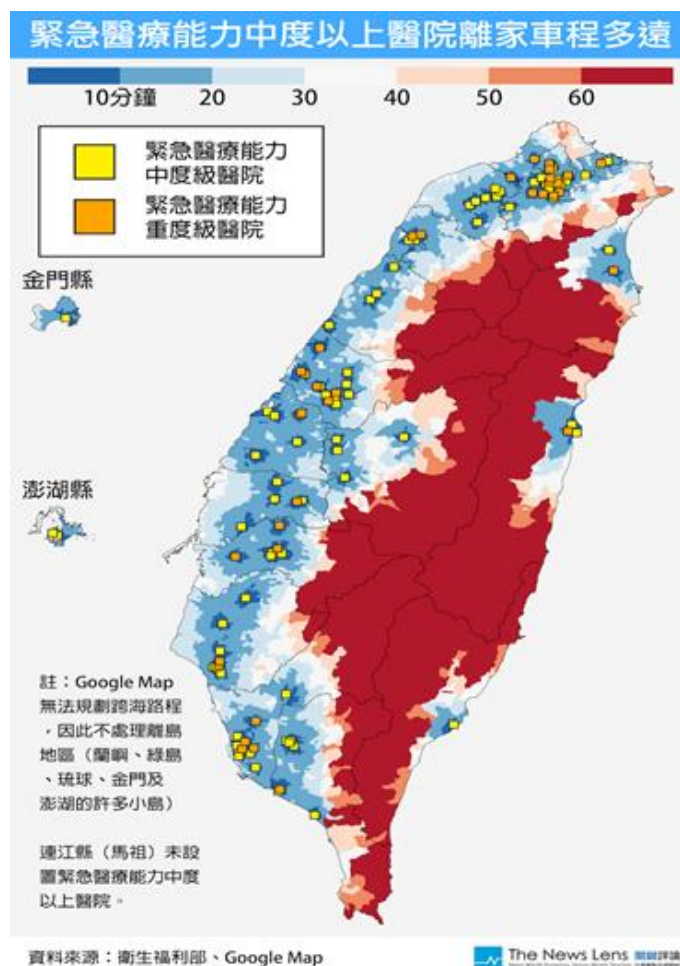 緊急醫療能力中度以上醫院離家車程多遠
10分鐘 20 30 40 50 60
緊急醫療能力
中度級醫院
緊急醫療能力
重度級醫院
金門縣
澎湖縣
註：Google Map
無法規劃跨海路程
，因此不處理離島
地區（蘭嶼、綠島
、琉球、金門及
澎湖的許多小島）
連江縣（馬祖）未設
置緊急醫療能力中度
以上醫院。
資料來源：衛生福利部、Google Map
The News Lens 關鍵評論